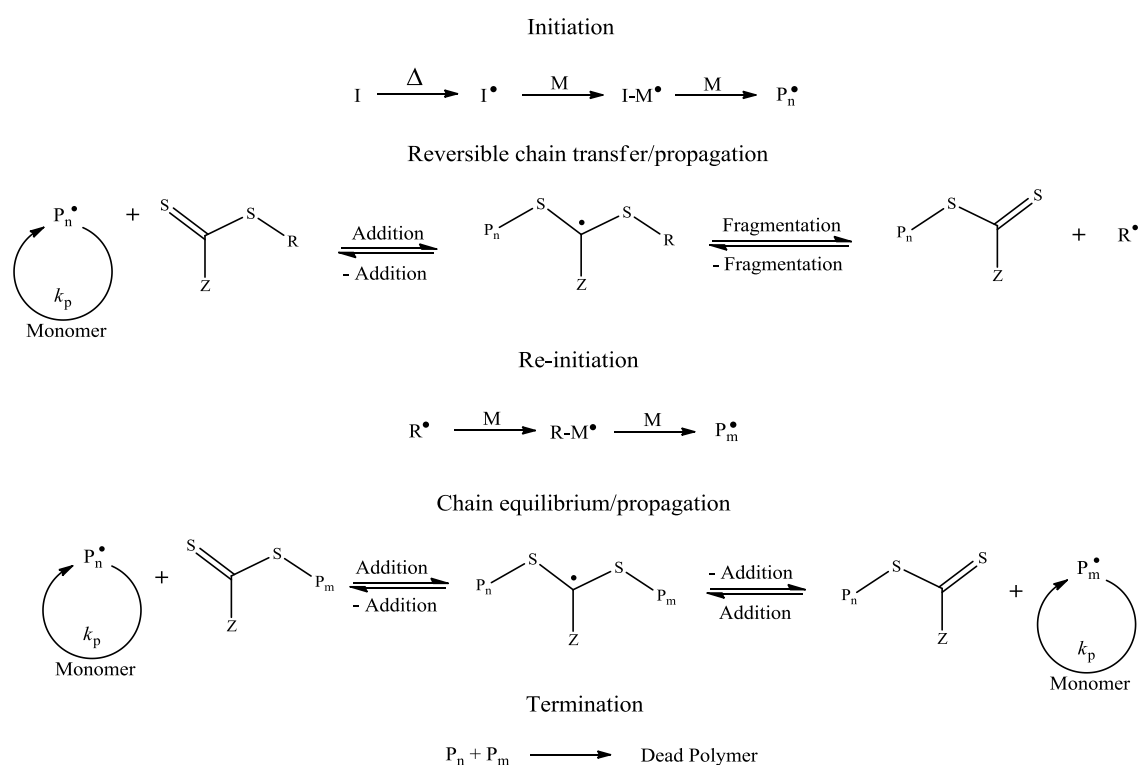 Initiation
I Δ I• M I-M• M Pn•
Reversible chain transfer/propagation
Pn• + S S R Z Addition - Addition Pn S • S R Z Fragmentation - Fragmentation Pn S S Z + R•
kp
Monomer
Re-initiation
R• M R-M• M Pm•
Chain equilibrium/propagation
Pn• + S S Pm Z Addition - Addition Pn S • S Pm Z - Addition Addition Pn S S Z + Pm•
kp kp
Monomer Monomer
Termination
Pn + Pm Dead Polymer